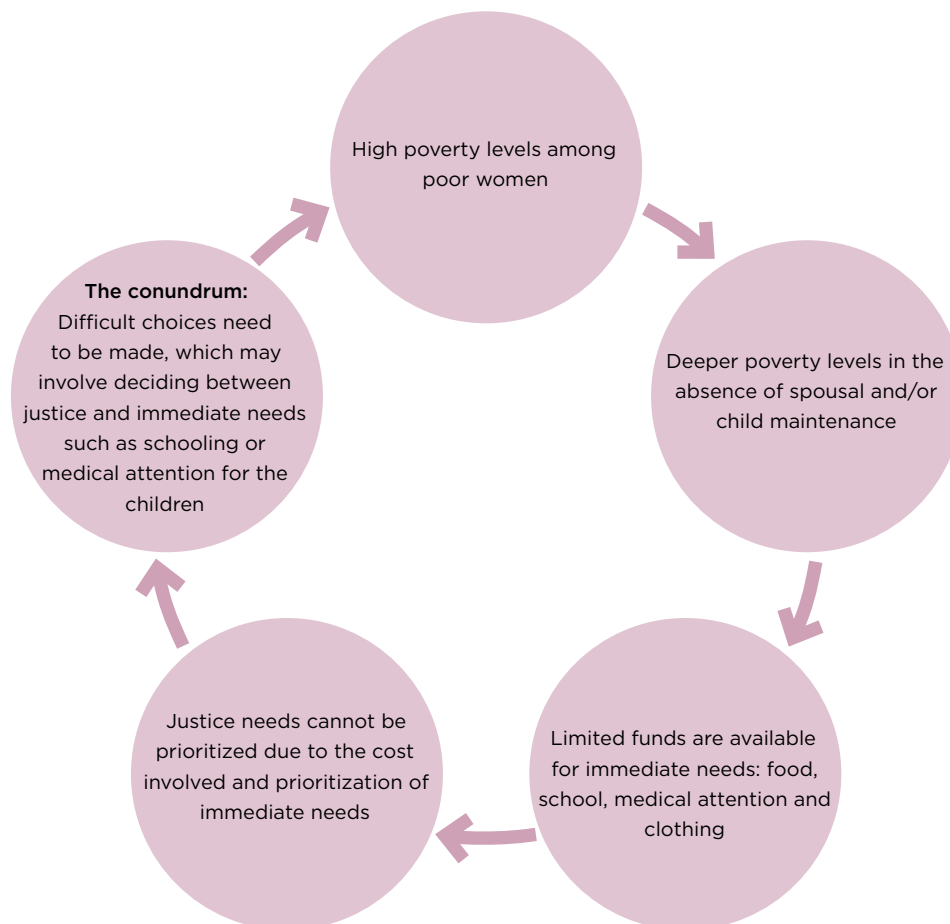 High poverty levels among
poor women
Deeper poverty levels in the
absence of spousal and/or
child maintenance
Limited funds are available
for immediate needs: food,
school, medical attention and
clothing
Justice needs cannot be
prioritized due to the cost
involved and prioritization of
immediate needs
The conundrum:
Difficult choices need
to be made, which may
involve deciding between
justice and immediate needs
such as schooling or
medical attention for the
children